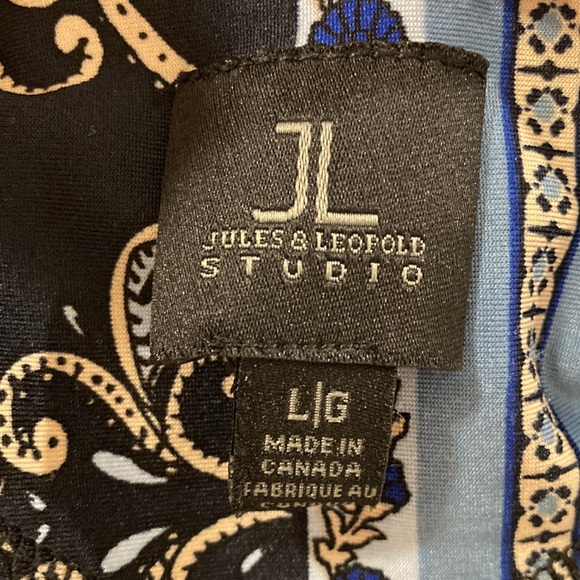 JL
JULES & LEOPOLD
STUDIO
L/G
MADE IN
CANADA
FABRIQUE AU